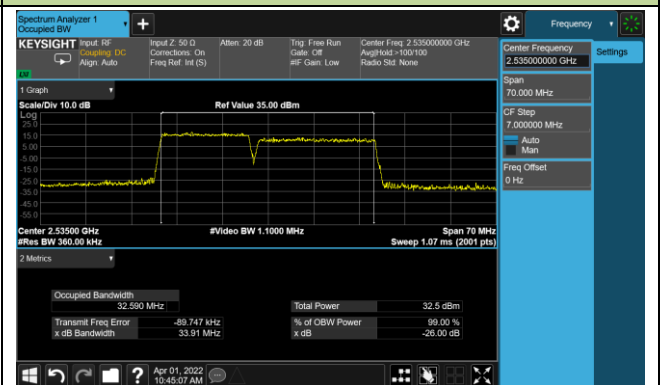 Spectrum Analyzer 1
Occupied BW
Frequency
KEYSIGHT
Input: RF
Coupling: DC
Align: Auto
Input Z: 50 Ω
Corrections: On
Freq Ref: Int (S)
Atten: 20 dB
Trig: Free Run
Gate: Off
#IF Gain: Low
Center Freq: 2.535000000 GHz
Avg|Hold:>100/100
Radio Std: None
Center Frequency
2.535000000 GHz
Settings
Span
70.000 MHz
CF Step
7.000000 MHz
Auto
Man
Freq Offset
0 Hz
1 Graph
Scale/Div 10.0 dB
Ref Value 35.00 dBm
Log
25.0
15.0
5.00
-5.00
-15.0
-25.0
-35.0
-45.0
-55.0
Center 2.53500 GHz
#Video BW 1.1000 MHz
Span 70 MHz
#Res BW 360.00 kHz
Sweep 1.07 ms (2001 pts)
2 Metrics
Occupied Bandwidth
32.590 MHz
Total Power 32.5 dBm
Transmit Freq Error -89.747 kHz
% of OBW Power 99.00 %
x dB Bandwidth 33.91 MHz
x dB -26.00 dB
Apr 01, 2022
10:45:07 AM